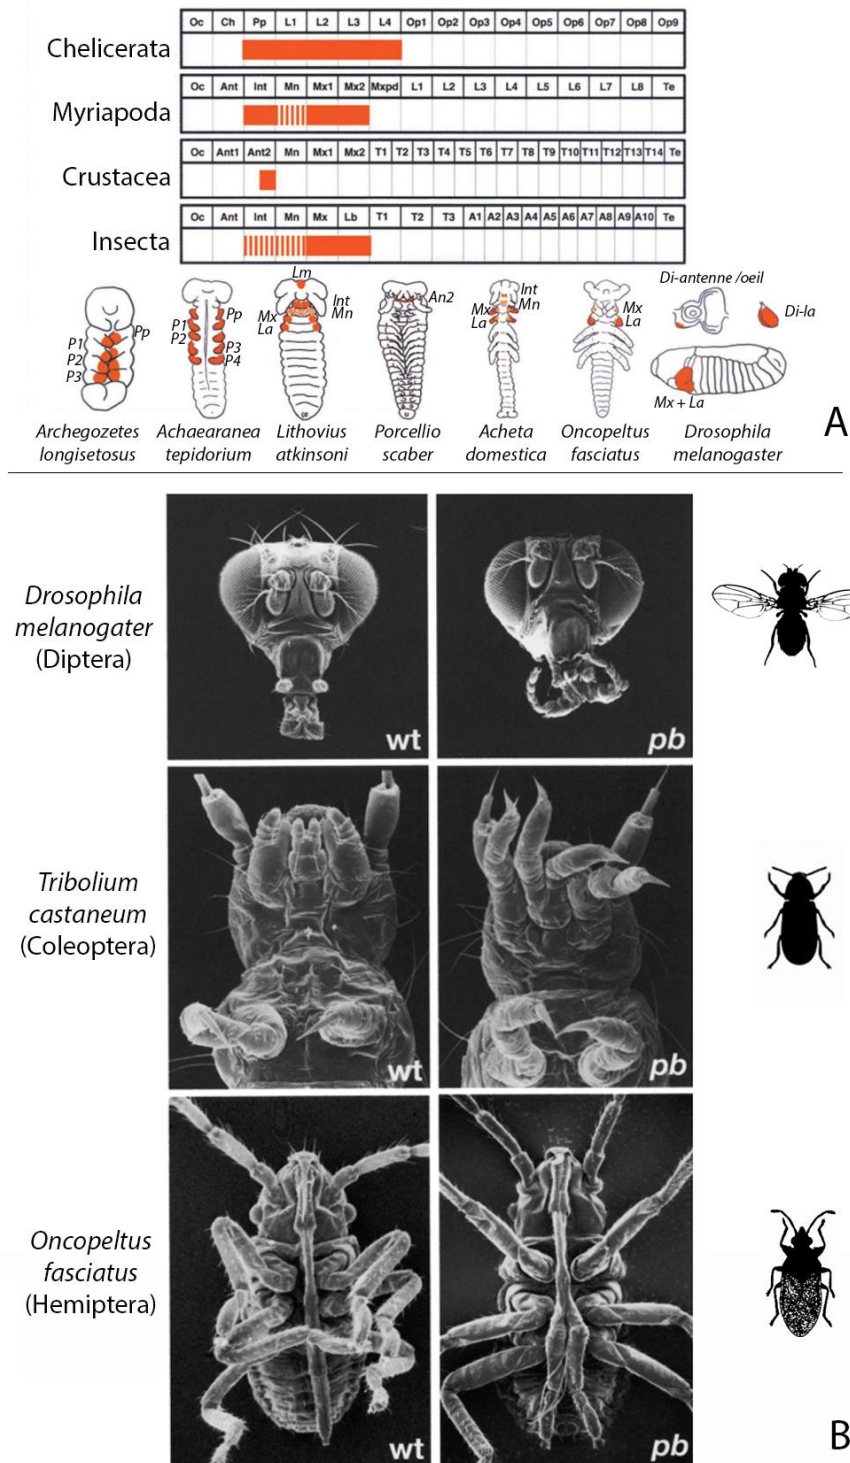 Oc Ch Pp L1 L2 L3 L4 Op1 Op2 Op3 Op4 Op5 Op6 Op7 Op8 Op9
Chelicerata
Oc Ant Int Mn Mx1 Mx2 Mxpd L1 L2 L3 L4 L5 L6 L7 L8 Te
Myriapoda
Oc Ant1 Ant2 Mn Mx1 Mx2 T1 T2 T3 T4 T5 T6 T7 T8 T9 T10 T11 T12 T13 T14 Te
Crustacea
Oc Ant Int Mn Mx Lb T1 T2 T3 A1 A2 A3 A4 A5 A6 A7 A8 A9 A10 Te
Insecta
P1
P2
P3
Pp
P1
P2
Pp
P3
P4
Lm
Mx
La
Int
Mn
An2
Mx
La
Int
Mn
Mx
La
Di-antenne /oeil
Di-la
Mx + La
A
Archegozetes
longisetosus
Achaearanea
tepidorium
Lithovius
atkinsoni
Porcellio
scaber
Acheta
domestica
Oncopeltus
fasciatus
Drosophila
melanogaster
Drosophila
melanogater
(Diptera)
wt
pb
Tribolium
castaneum
(Coleoptera)
wt
pb
Oncopeltus
fasciatus
(Hemiptera)
wt
pb
B